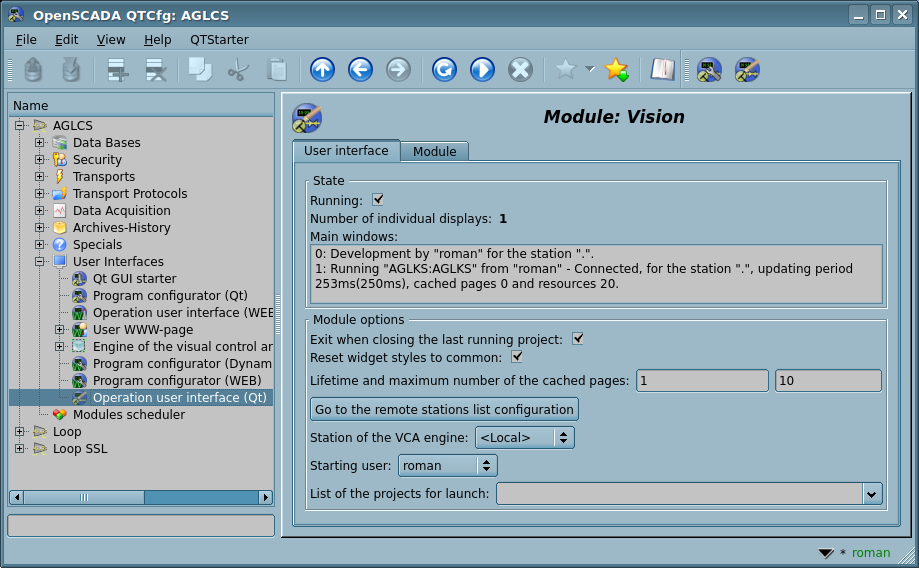 OpenSCADA QTCfg: AGLCS
File Edit View Help QTStarter
Name
AGLCS
Data Bases
Security
Transports
Transport Protocols
Data Acquisition
Archives-History
Specials
User Interfaces
Qt GUI starter
Program configurator (Qt)
Operation user interface (WEB
User WWW-page
Engine of the visual control ar
Program configurator (Dynam
Program configurator (WEB)
Operation user interface (Qt)
Modules scheduler
Loop
Loop SSL
Module: Vision
User interface Module
State
Running:
Number of individual displays: 1
Main windows:
0: Development by "roman" for the station ".".
1: Running "AGLKS:AGLKS" from "roman" - Connected, for the station ".", updating period
253ms(250ms), cached pages 0 and resources 20.
Module options
Exit when closing the last running project:
Reset widget styles to common:
Lifetime and maximum number of the cached pages: 1 10
Go to the remote stations list configuration
Station of the VCA engine: <Local>
Starting user: roman
List of the projects for launch:
* roman